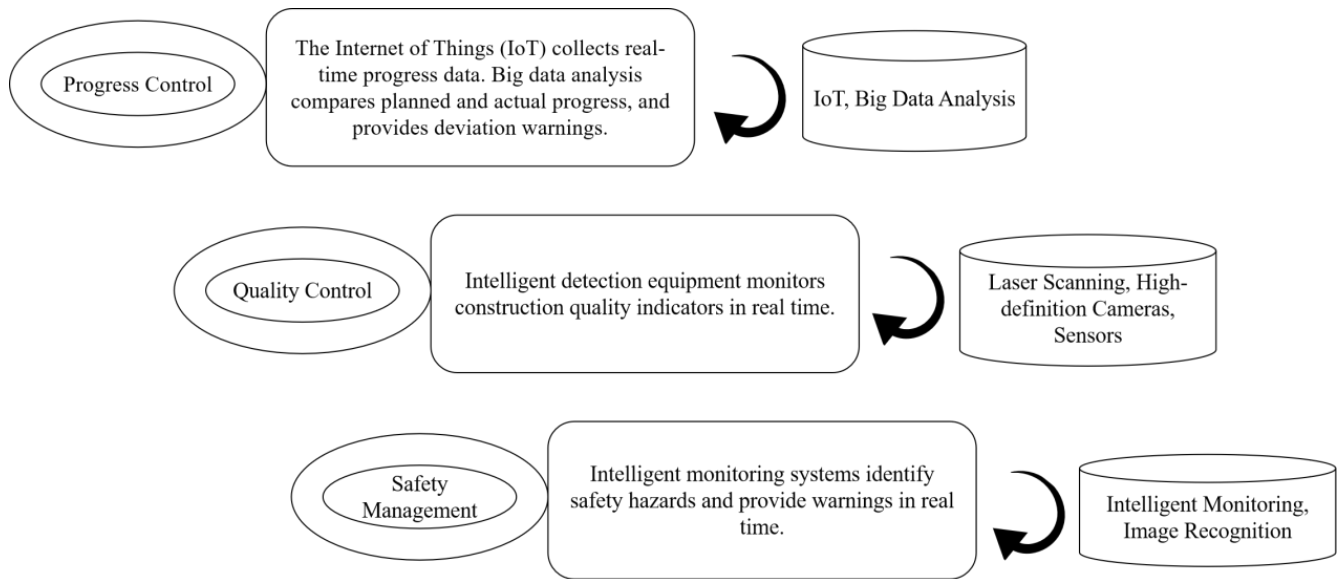 Progress Control
The Internet of Things (IoT) collects real-
time progress data. Big data analysis
compares planned and actual progress, and
provides deviation warnings.
IoT, Big Data Analysis
Quality Control
Intelligent detection equipment monitors
construction quality indicators in real time.
Laser Scanning, High-
definition Cameras,
Sensors
Safety
Management
Intelligent monitoring systems identify
safety hazards and provide warnings in real
time.
Intelligent Monitoring,
Image Recognition